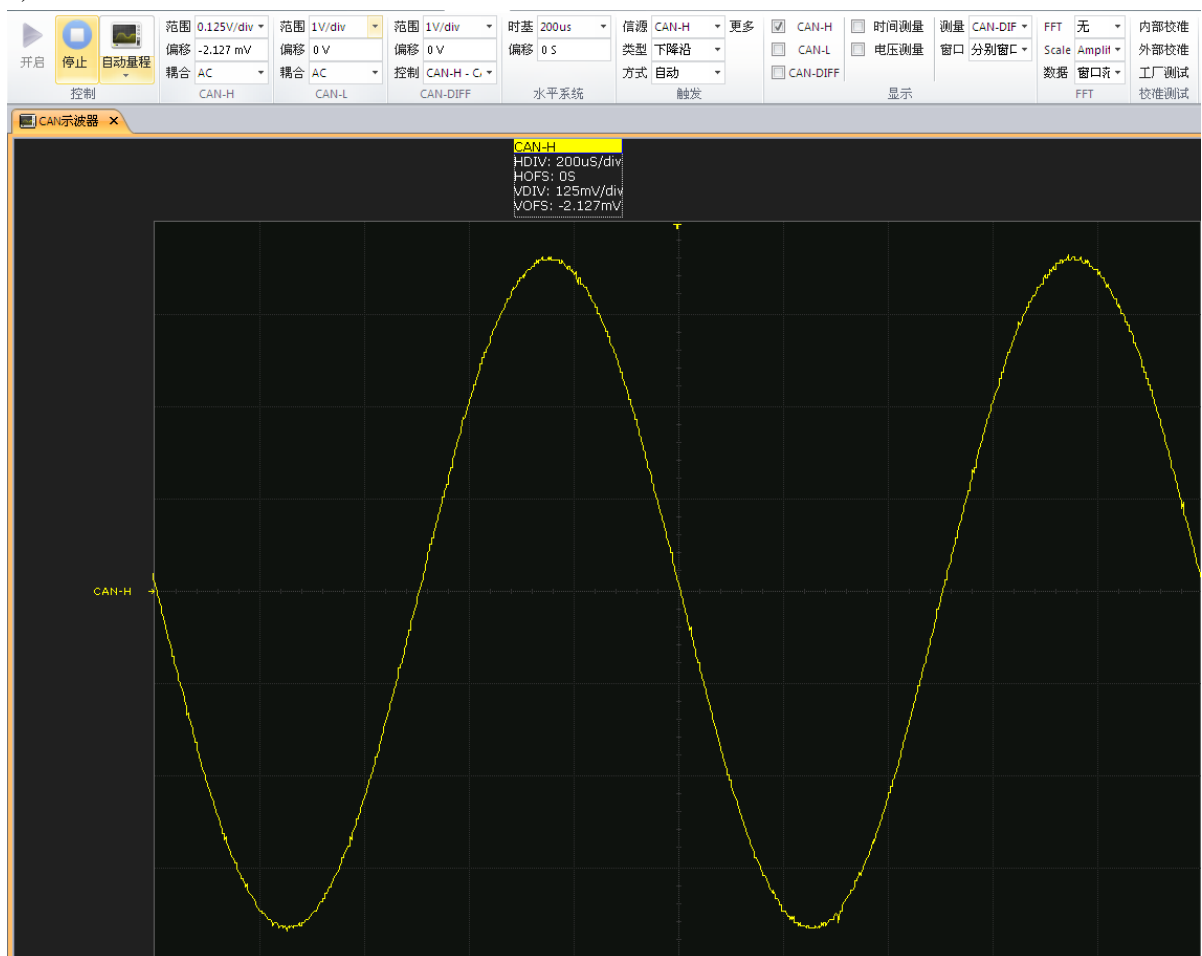 范围 0.125V/div 范围 1V/div 范围 1V/div 时基 200us 信源 CAN-H 更多 CAN-H 时间测量 测量 CAN-DIF FFT 无 内部校准
开启 停止 自动量程 偏移 -2.127 mV 偏移 0 V 偏移 0 V 偏移 0 S 类型 下降沿 CAN-L 电压测量 窗口 分别窗口 Scale Amplit 外部校准
耦合 AC 耦合 AC 控制 CAN-H - C 方式 自动 CAN-DIFF 数据 窗口 工厂测试
控制 CAN-H CAN-L CAN-DIFF 水平系统 触发 显示 FFT 校准测试
CAN示波器
CAN-H
HDIV: 200uS/div
HOFS: 0S
VDIV: 125mV/div
VOFS: -2.127mV
T
CAN-H